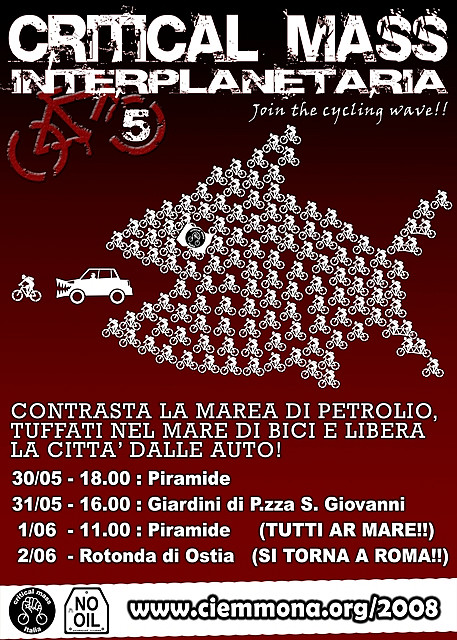 CRITICAL MASS
INTERPLANETARIA
Join the cycling wave!!
5
CONTRASTA LA MAREA DI PETROLIO,
TUFFATI NEL MARE DI BICI E LIBERA
LA CITTA' DALLE AUTO!
30/05 - 18.00 : Piramide
31/05 - 16.00 : Giardini di P.zza S. Giovanni
1/06 - 11.00 : Piramide (TUTTI AR MARE!!)
2/06 - Rotonda di Ostia (SI TORNA A ROMA!!)
critical mass
italia
NO
OIL
www.ciemmona.org/2008